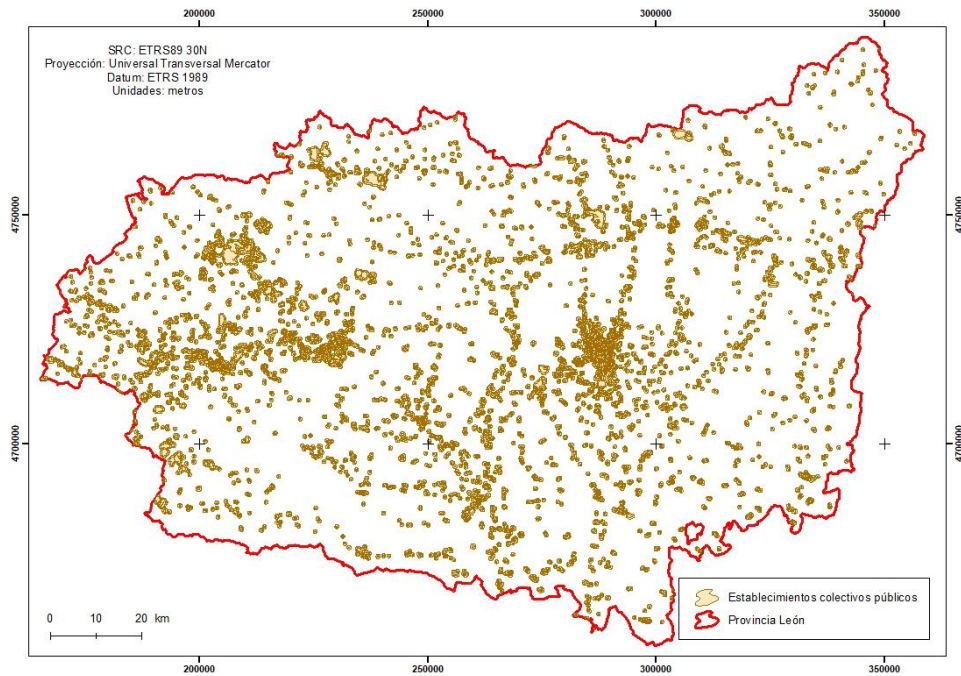 200000 250000 300000 350000
SRC: ETRS89 30N
Proyección: Universal Transversal Mercator
Datum: ETRS 1989
Unidades: metros
4750000 4750000
4700000 4700000
Establecimientos colectivos públicos
Provincia León
0 10 20 km
200000 250000 300000 350000